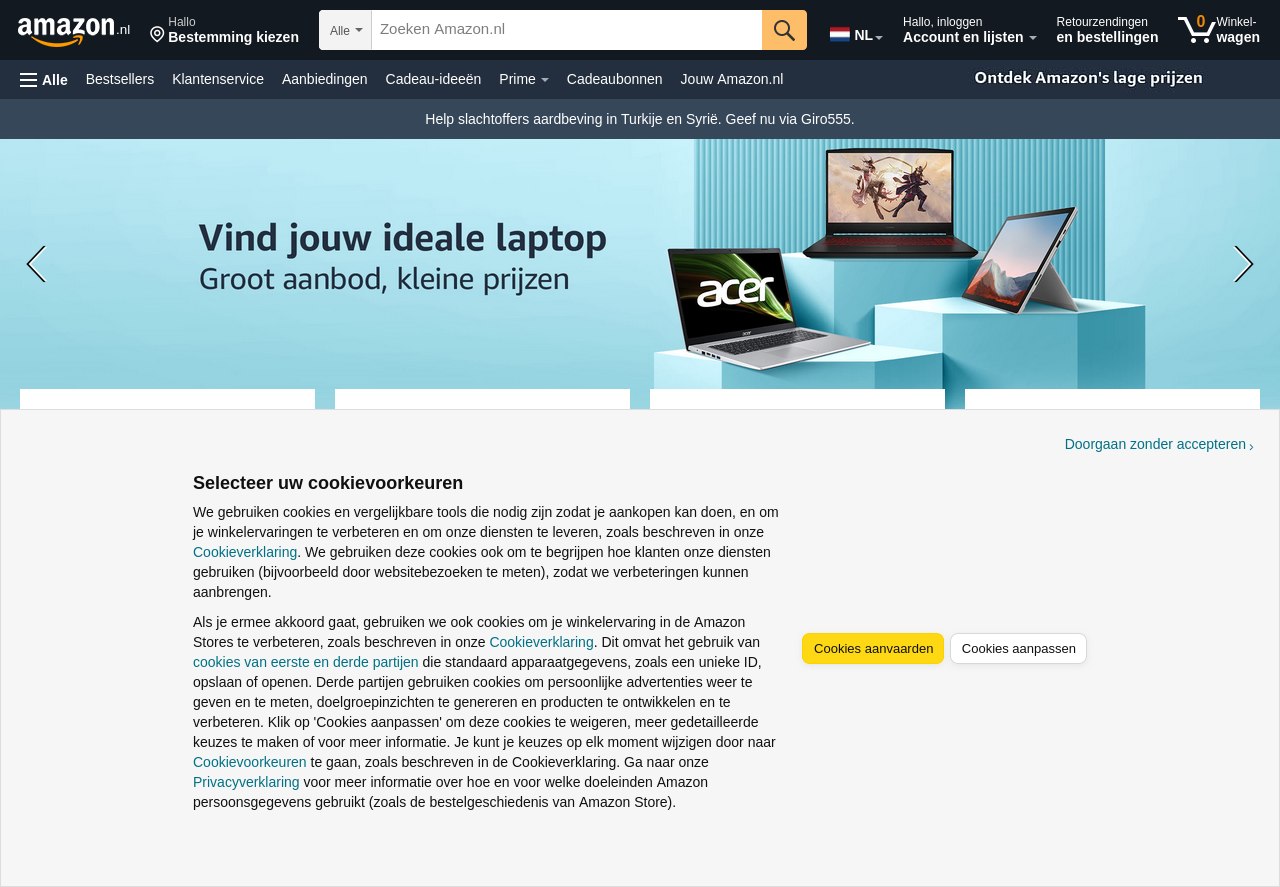 amazon.nl
Hallo
Bestemming kiezen
Alle
Zoeken Amazon.nl
NL
Hallo, inloggen
Account en lijsten
Retourzendingen
en bestellingen
0
Winkel-
wagen
Alle
Bestsellers
Klantenservice
Aanbiedingen
Cadeau-ideeën
Prime
Cadeaubonnen
Jouw Amazon.nl
Ontdek Amazon's lage prijzen
Help slachtoffers aardbeving in Turkije en Syrië. Geef nu via Giro555.
Vind jouw ideale laptop
Groot aanbod, kleine prijzen
acer
Doorgaan zonder accepteren ›
Selecteer uw cookievoorkeuren
We gebruiken cookies en vergelijkbare tools die nodig zijn zodat je aankopen kan doen, en om
je winkelervaringen te verbeteren en om onze diensten te leveren, zoals beschreven in onze
Cookieverklaring. We gebruiken deze cookies ook om te begrijpen hoe klanten onze diensten
gebruiken (bijvoorbeeld door websitebezoeken te meten), zodat we verbeteringen kunnen
aanbrengen.
Als je ermee akkoord gaat, gebruiken we ook cookies om je winkelervaring in de Amazon
Stores te verbeteren, zoals beschreven in onze Cookieverklaring. Dit omvat het gebruik van
cookies van eerste en derde partijen die standaard apparaatgegevens, zoals een unieke ID,
opslaan of openen. Derde partijen gebruiken cookies om persoonlijke advertenties weer te
geven en te meten, doelgroepinzichten te genereren en producten te ontwikkelen en te
verbeteren. Klik op 'Cookies aanpassen' om deze cookies te weigeren, meer gedetailleerde
keuzes te maken of voor meer informatie. Je kunt je keuzes op elk moment wijzigen door naar
Cookievoorkeuren te gaan, zoals beschreven in de Cookieverklaring. Ga naar onze
Privacyverklaring voor meer informatie over hoe en voor welke doeleinden Amazon
persoonsgegevens gebruikt (zoals de bestelgeschiedenis van Amazon Store).
Cookies aanvaarden
Cookies aanpassen